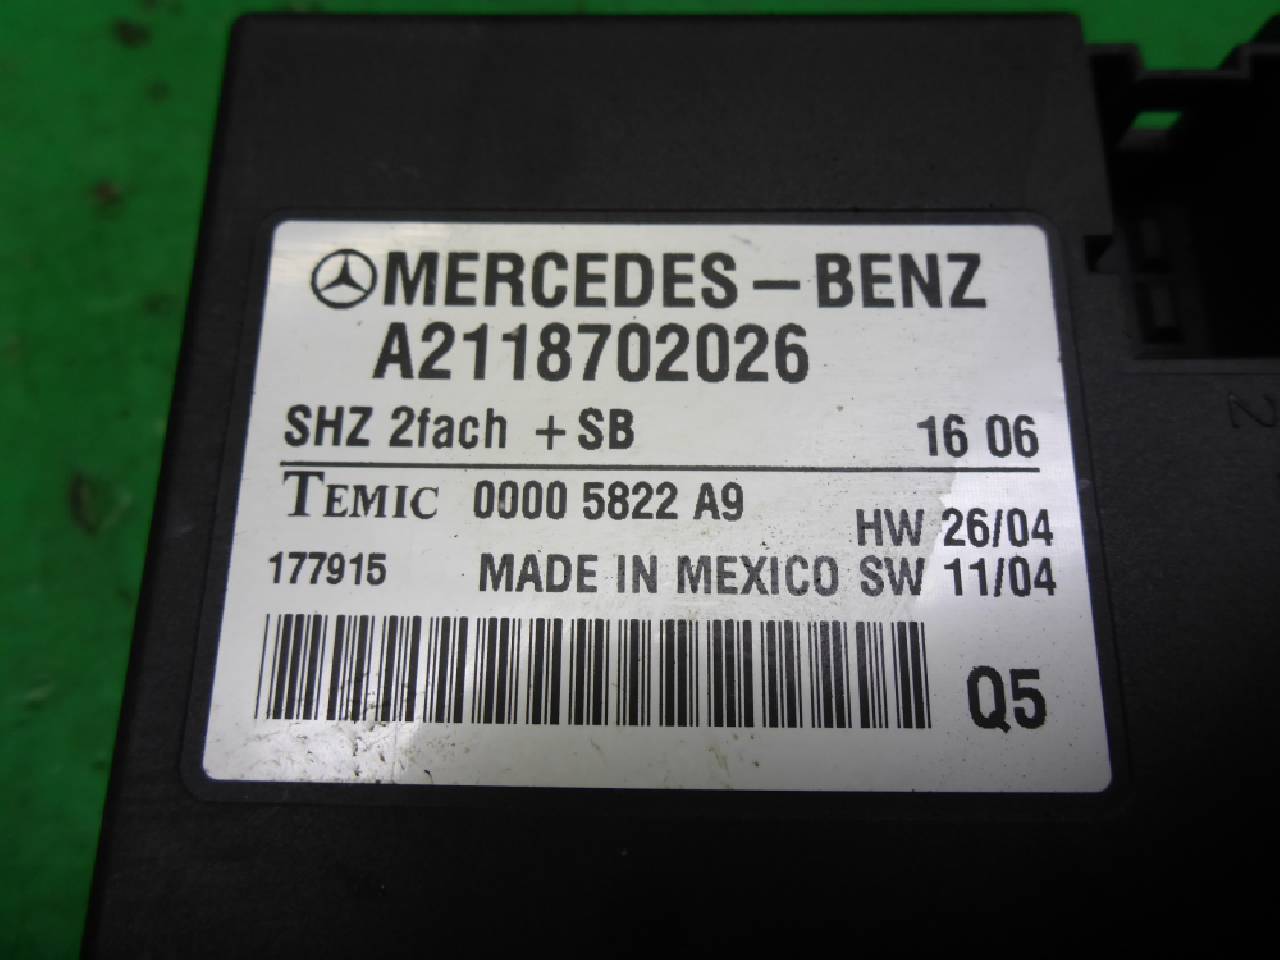 MERCEDES-BENZ
A2118702026
SHZ 2fach + SB 16 06
TEMIC 0000 5822 A9
HW 26/04
177915 MADE IN MEXICO SW 11/04
Q5
2